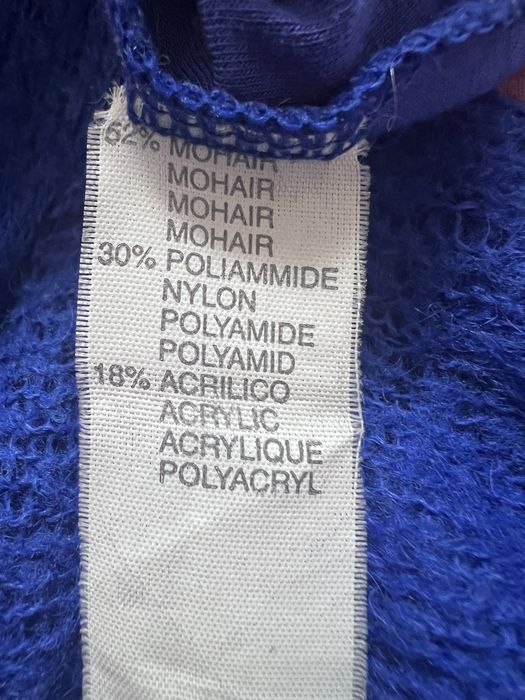 52% MOHAIR
MOHAIR
MOHAIR
MOHAIR
30% POLIAMMIDE
NYLON
POLYAMIDE
POLYAMID
18% ACRILICO
ACRYLIC
ACRYLIQUE
POLYACRYL